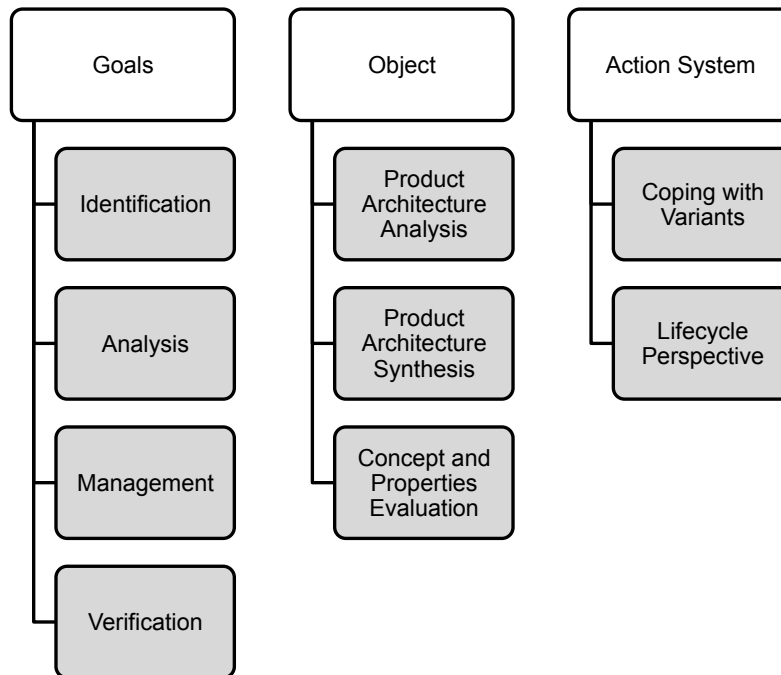 Goals
Identification
Analysis
Management
Verification
Object
Product
Architecture
Analysis
Product
Architecture
Synthesis
Concept and
Properties
Evaluation
Action System
Coping with
Variants
Lifecycle
Perspective